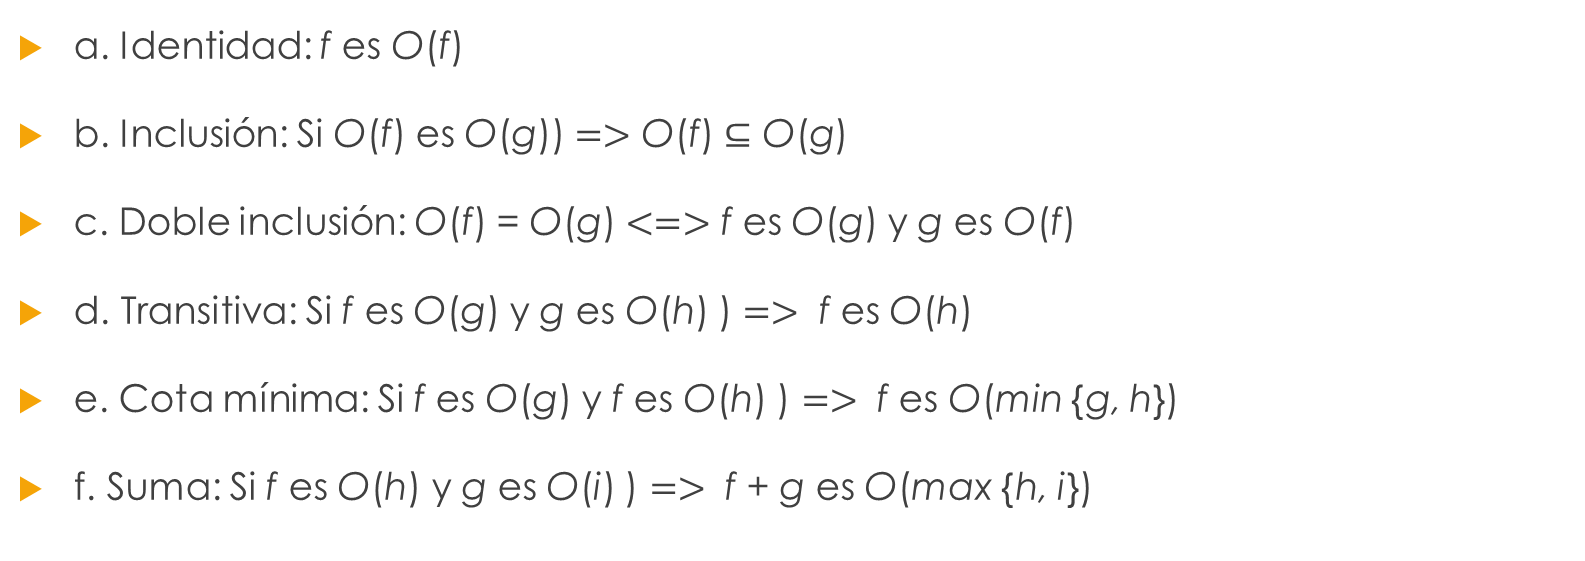 a. Identidad: f es O(f)
b. Inclusión: Si O(f) es O(g)) => O(f) ⊆ O(g)
c. Doble inclusión: O(f) = O(g) <=> f es O(g) y g es O(f)
d. Transitiva: Si f es O(g) y g es O(h) ) => f es O(h)
e. Cota mínima: Si f es O(g) y f es O(h) ) => f es O(min {g, h})
f. Suma: Si f es O(h) y g es O(i) ) => f + g es O(max {h, i})